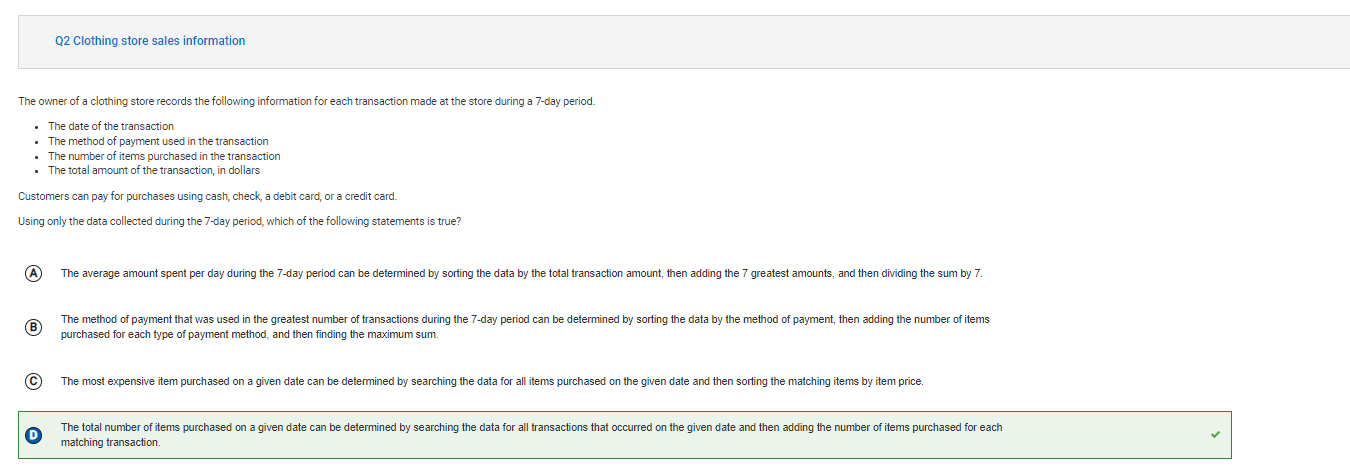 Q2 Clothing store sales information
The owner of a clothing store records the following information for each transaction made at the store during a 7-day period.
• The date of the transaction
• The method of payment used in the transaction
• The number of items purchased in the transaction
• The total amount of the transaction, in dollars
Customers can pay for purchases using cash, check, a debit card, or a credit card.
Using only the data collected during the 7-day period, which of the following statements is true?
A The average amount spent per day during the 7-day period can be determined by sorting the data by the total transaction amount, then adding the 7 greatest amounts, and then dividing the sum by 7.
B The method of payment that was used in the greatest number of transactions during the 7-day period can be determined by sorting the data by the method of payment, then adding the number of items
purchased for each type of payment method, and then finding the maximum sum.
C The most expensive item purchased on a given date can be determined by searching the data for all items purchased on the given date and then sorting the matching items by item price.
D The total number of items purchased on a given date can be determined by searching the data for all transactions that occurred on the given date and then adding the number of items purchased for each
matching transaction.